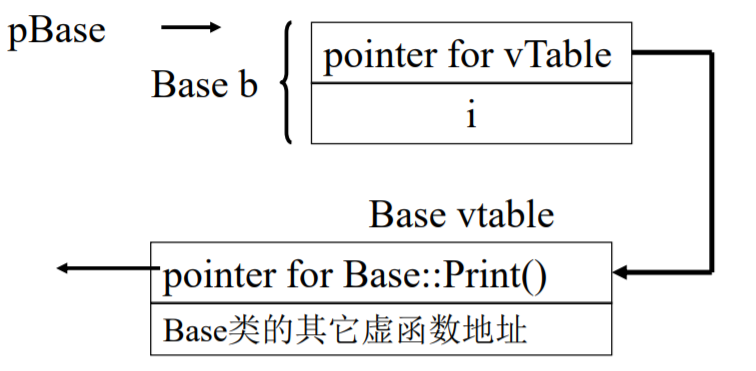 pBase
Base b
pointer for vTable
i
Base vtable
pointer for Base::Print()
Base类的其它虚函数地址